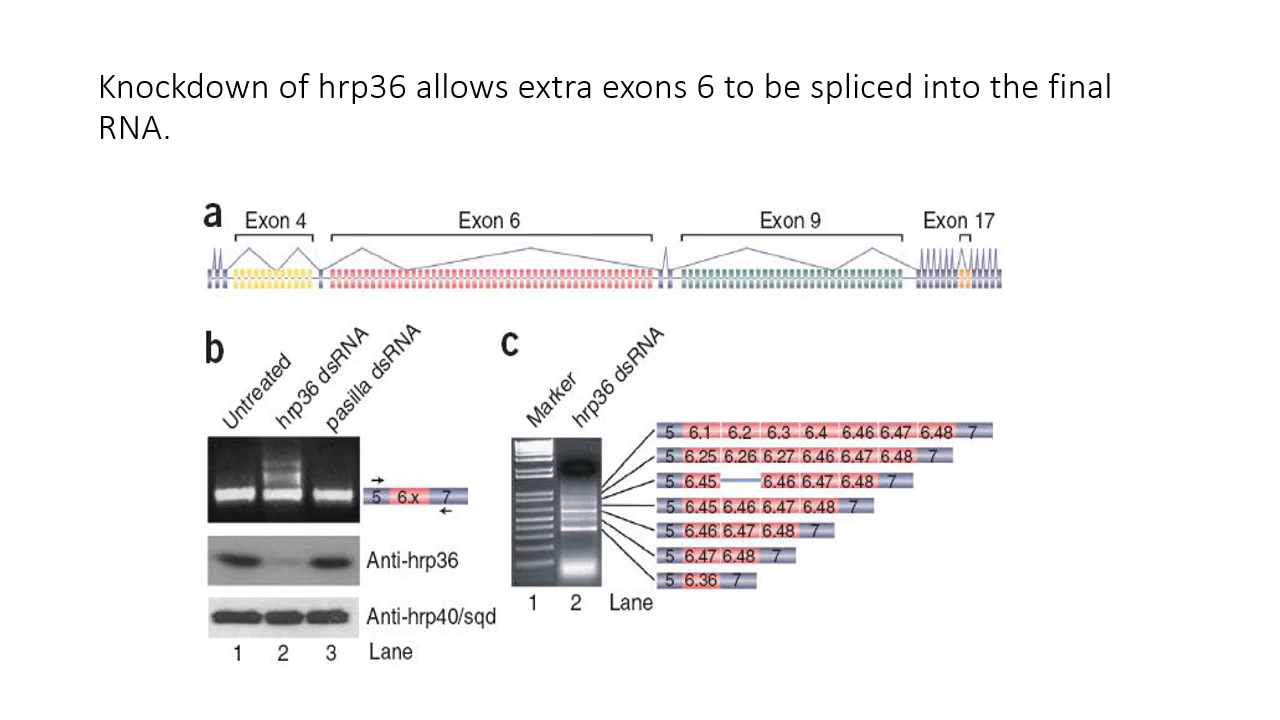 Knockdown of hrp36 allows extra exons 6 to be spliced into the final
RNA.
a
Exon 4 Exon 6 Exon 9 Exon 17
b
Untreated
hrp36 dsRNA
pasilla dsRNA
5 6.x 7
Anti-hrp36
Anti-hrp40/sqd
1 2 3 Lane
c
Marker
hrp36 dsRNA
5 6.1 6.2 6.3 6.4 6.46 6.47 6.48 7
5 6.25 6.26 6.27 6.46 6.47 6.48 7
5 6.45 6.46 6.47 6.48 7
5 6.45 6.46 6.47 6.48 7
5 6.46 6.47 6.48 7
5 6.47 6.48 7
5 6.36 7
1 2 Lane